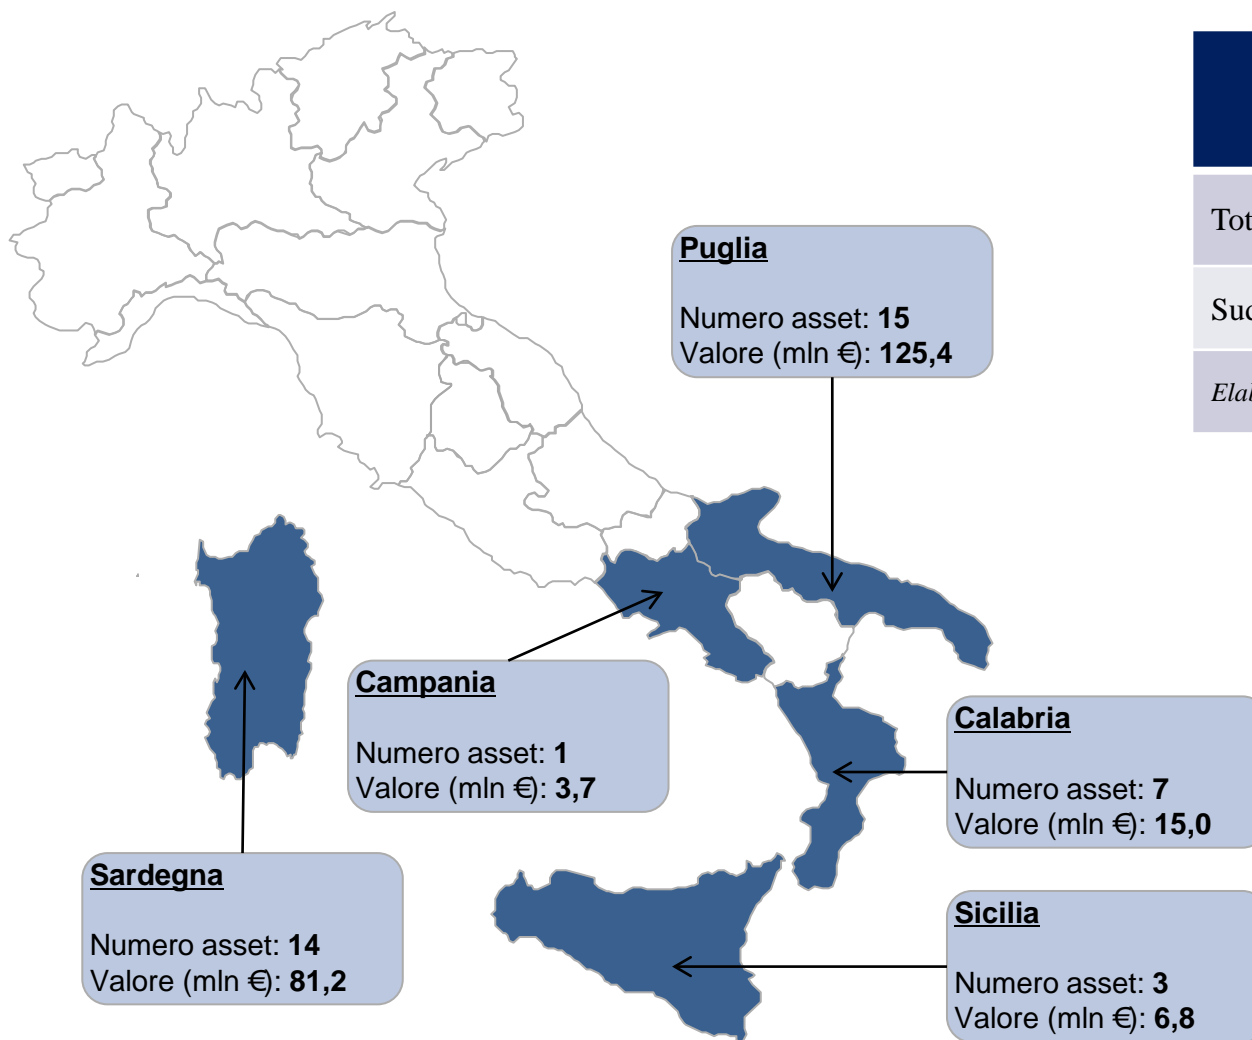 Puglia
Numero asset: 15
Valore (mln €): 125,4
Campania
Numero asset: 1
Valore (mln €): 3,7
Calabria
Numero asset: 7
Valore (mln €): 15,0
Sardegna
Numero asset: 14
Valore (mln €): 81,2
Sicilia
Numero asset: 3
Valore (mln €): 6,8